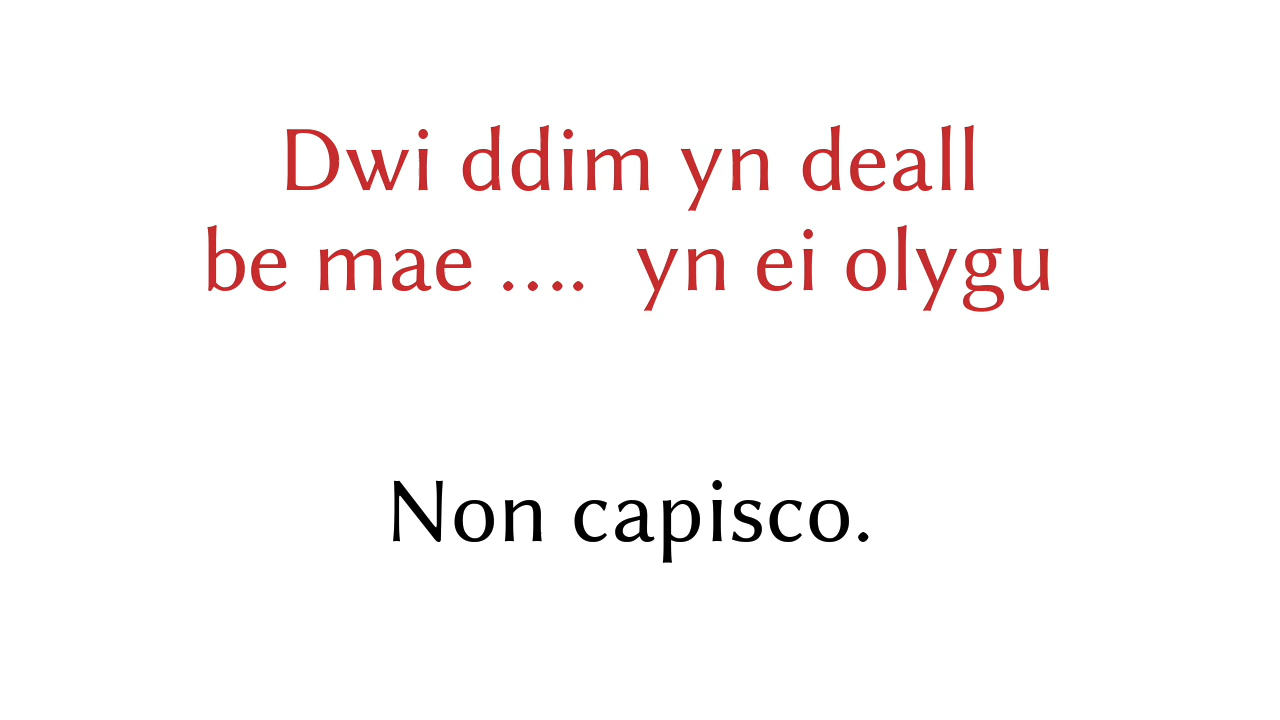 Dwi ddim yn deall
be mae ....  yn ei olygu
Non capisco.